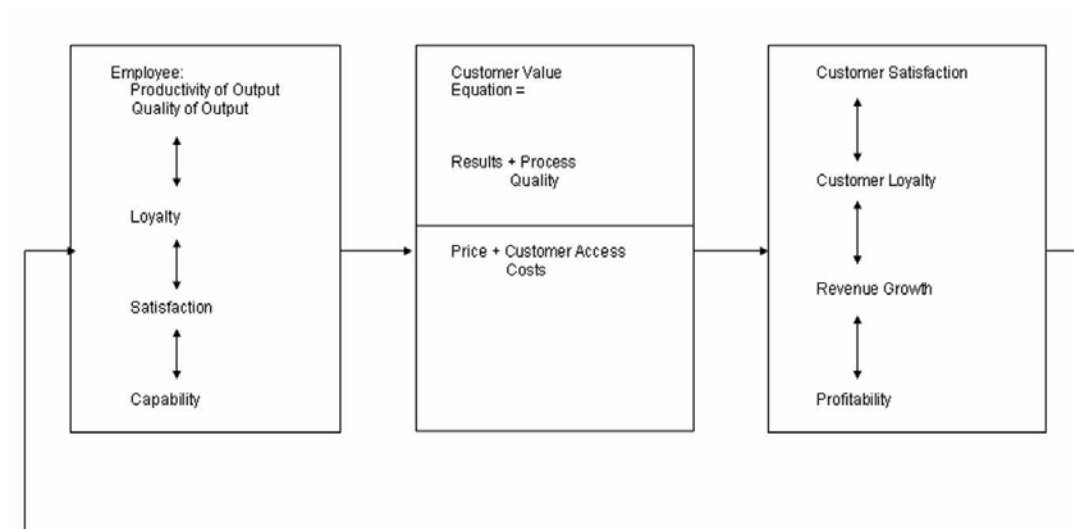 Employee:
Productivity of Output
Quality of Output
Loyalty
Satisfaction
Capability
Customer Value
Equation =
Results + Process
Quality
Price + Customer Access
Costs
Customer Satisfaction
Customer Loyalty
Revenue Growth
Profitability